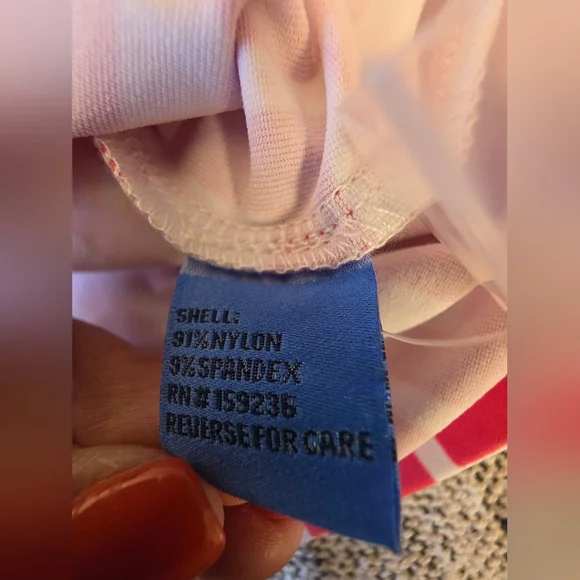 SHELL:
91% NYLON
9% SPANDEX
RN# 159236
REVERSE FOR CARE